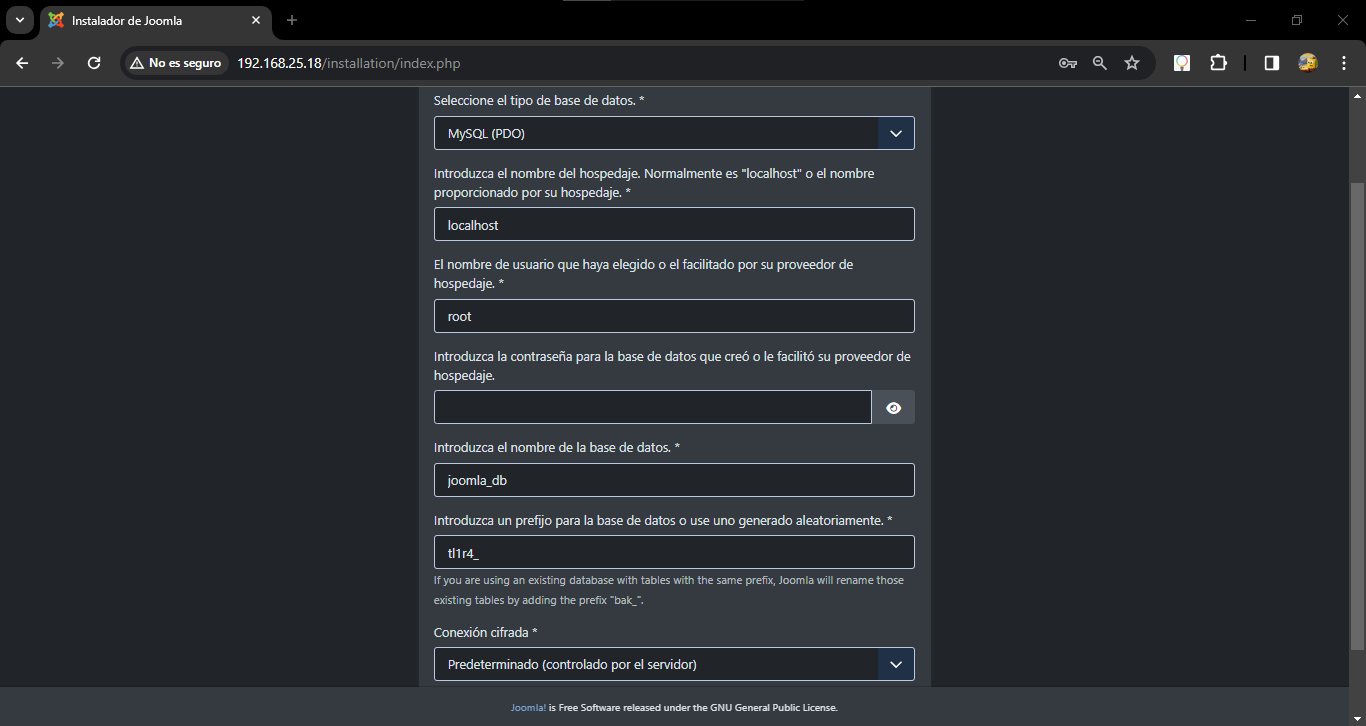 Instalador de Joomla
No es seguro 192.168.25.18/installation/index.php
Seleccione el tipo de base de datos. *
MySQL (PDO)
Introduzca el nombre del hospedaje. Normalmente es "localhost" o el nombre
proporcionado por su hospedaje. *
localhost
El nombre de usuario que haya elegido o el facilitado por su proveedor de
hospedaje. *
root
Introduzca la contraseña para la base de datos que creó o le facilitó su proveedor de
hospedaje.
Introduzca el nombre de la base de datos. *
joomla_db
Introduzca un prefijo para la base de datos o use uno generado aleatoriamente. *
tl1r4_
If you are using an existing database with tables with the same prefix, Joomla will rename those
existing tables by adding the prefix "bak_".
Conexión cifrada *
Predeterminado (controlado por el servidor)
Joomla! is Free Software released under the GNU General Public License.